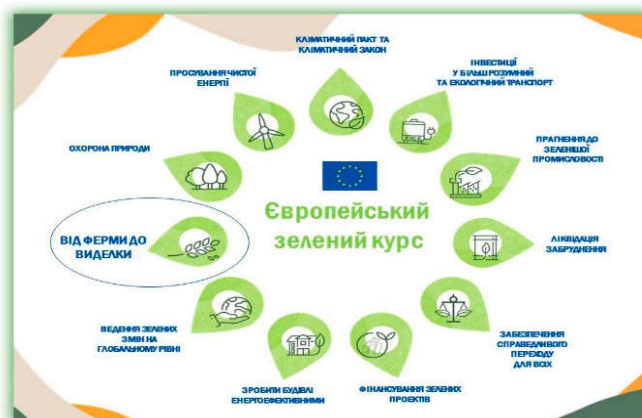 КЛІМАТИЧНИЙ ПАКТ ТА
КЛІМАТИЧНИЙ ЗАКОН
ІНВЕСТИЦІЇ
У БІЛЬШ РОЗУМНИЙ
ТА ЕКОЛОГІЧНИЙ ТРАНСПОРТ
ПРОСУВАННЯ ЧИСТОЇ
ЕНЕРГІЇ
ПРАГНЕННЯ ДО
ЗЕЛЕНІШОЇ
ПРОМИСЛОВОСТІ
ОХОРОНА ПРИРОДИ
Європейський
зелений курс
ВІД ФЕРМИ ДО
ВИДЕЛКИ
ЛІКВІДАЦІЯ
ЗАБРУДНЕННЯ
ВЕДЕННЯ ЗЕЛЕНИХ
ЗМІН НА
ГЛОБАЛЬНОМУ РІВНІ
ЗАБЕЗПЕЧЕННЯ
СПРАВЕДЛИВОГО
ПЕРЕХОДУ
ДЛЯ ВСІХ
ЗРОБИТИ БУДІВЛІ
ЕНЕРГОЕФЕКТИВНИМИ
ФІНАНСУВАННЯ ЗЕЛЕНИХ
ПРОЕКТІВ